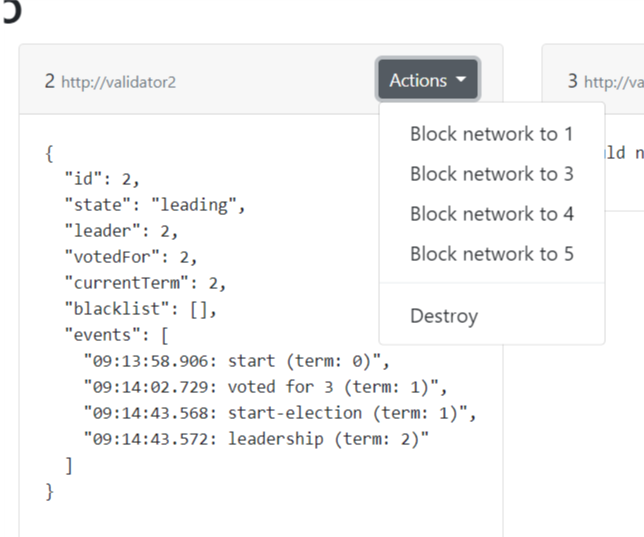 2 http://validator2
Actions
3 http://va
Block network to 1
Block network to 3
Block network to 4
Block network to 5
Destroy
{
"id": 2,
"state": "leading",
"leader": 2,
"votedFor": 2,
"currentTerm": 2,
"blacklist": [],
"events": [
"09:13:58.906: start (term: 0)",
"09:14:02.729: voted for 3 (term: 1)",
"09:14:43.568: start-election (term: 1)",
"09:14:43.572: leadership (term: 2)"
]
}